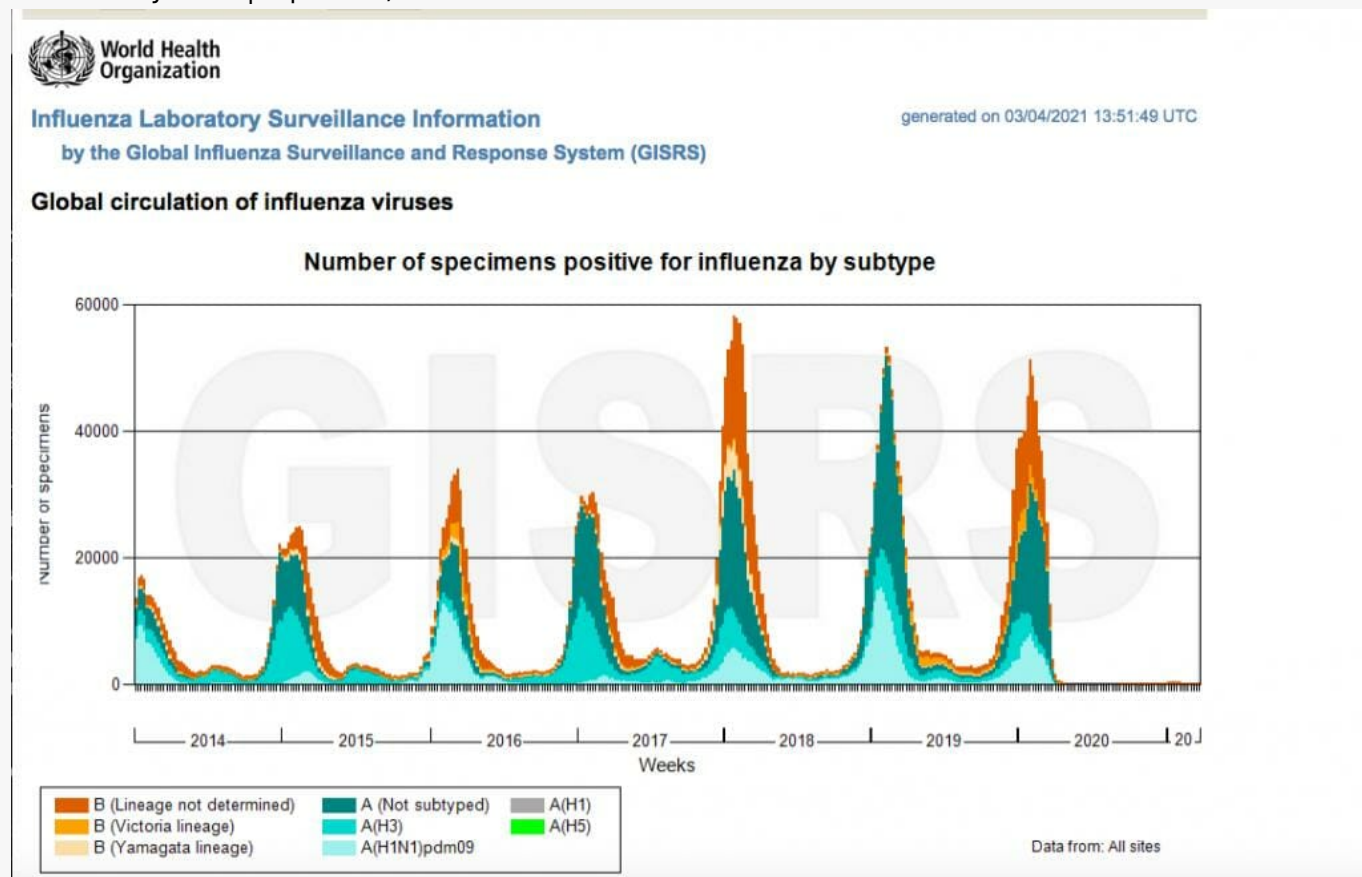 World Health
Organization
Influenza Laboratory Surveillance Information
generated on 03/04/2021 13:51:49 UTC
by the Global Influenza Surveillance and Response System (GISRS)
Global circulation of influenza viruses
Number of specimens positive for influenza by subtype
GISRS
Number of specimens
60000
40000
20000
0
2014 2015 2016 2017 2018 2019 2020 20
Weeks
B (Lineage not determined) A (Not subtyped) A(H1)
B (Victoria lineage) A(H3) A(H5)
B (Yamagata lineage) A(H1N1)pdm09
Data from: All sites